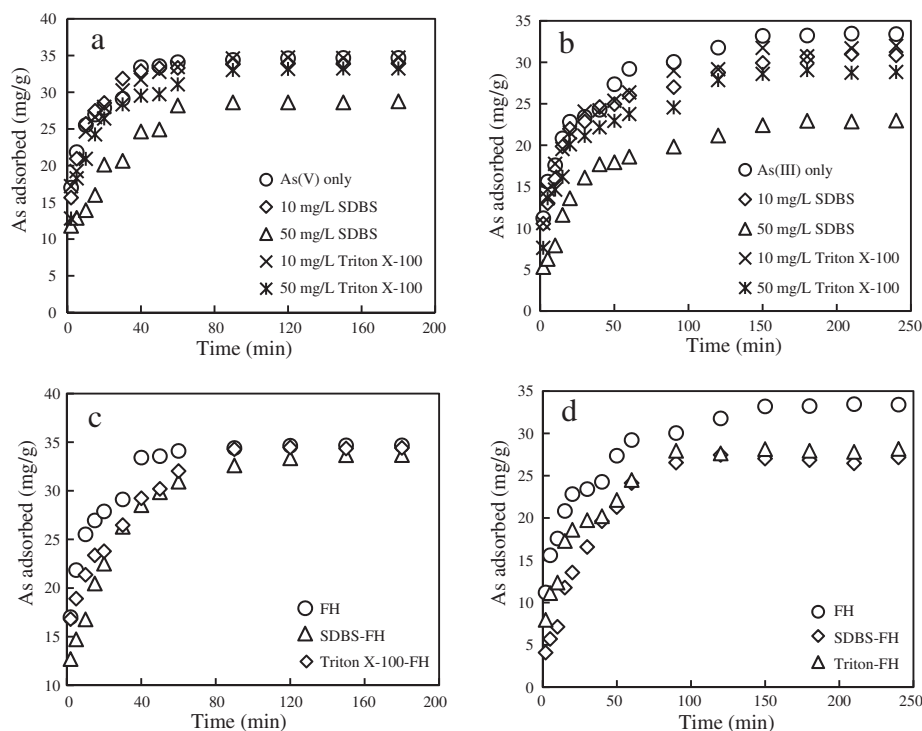 a
As adsorbed (mg/g)
40
35
30
25
20
15
10
5
0
As(V) only
10 mg/L SDBS
50 mg/L SDBS
10 mg/L Triton X-100
50 mg/L Triton X-100
0 40 80 120 160 200
Time (min)
b
As adsorbed (mg/g)
35
30
25
20
15
10
5
0
As(III) only
10 mg/L SDBS
50 mg/L SDBS
10 mg/L Triton X-100
50 mg/L Triton X-100
0 50 100 150 200 250
Time (min)
c
As adsorbed (mg/g)
40
35
30
25
20
15
10
FH
SDBS-FH
Triton X-100-FH
0 40 80 120 160 200
Time (min)
d
As adsorbed (mg/g)
35
30
25
20
15
10
5
0
FH
SDBS-FH
Triton-FH
0 50 100 150 200 250
Time (min)